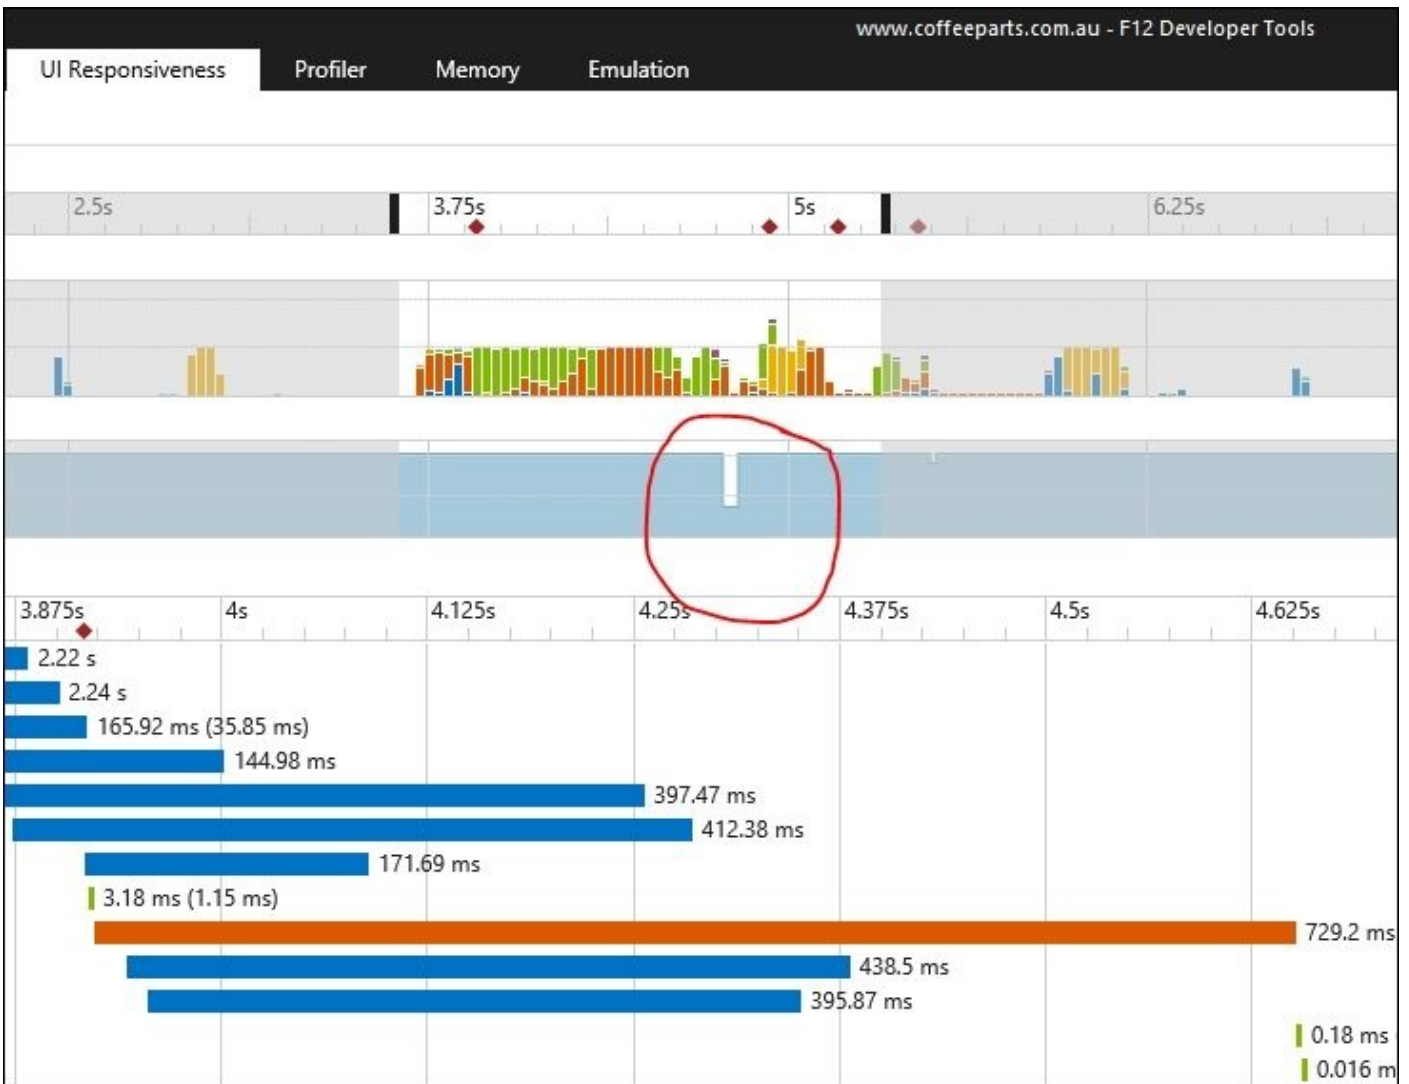 www.coffeeparts.com.au - F12 Developer Tools
UI Responsiveness Profiler Memory Emulation
2.5s 3.75s 5s 6.25s
3.875s 4s 4.125s 4.25s 4.375s 4.5s 4.625s
2.22 s
2.24 s
165.92 ms (35.85 ms)
144.98 ms
397.47 ms
412.38 ms
171.69 ms
3.18 ms (1.15 ms)
729.2 ms
438.5 ms
395.87 ms
0.18 ms
0.016 m